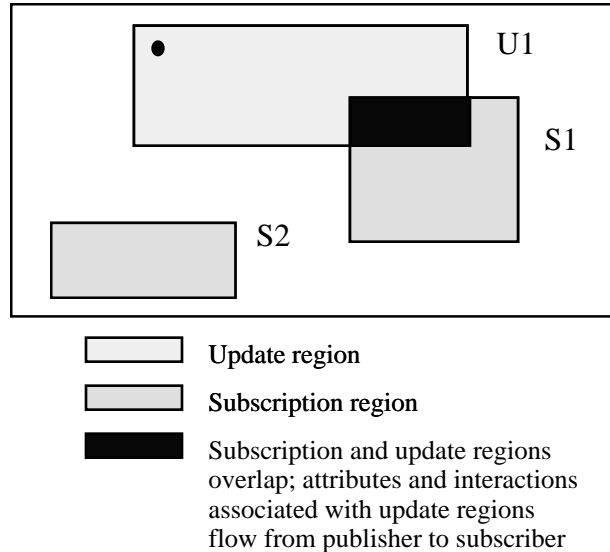 U1
S1
S2
Update region
Subscription region
Subscription and update regions
overlap; attributes and interactions
associated with update regions
flow from publisher to subscriber